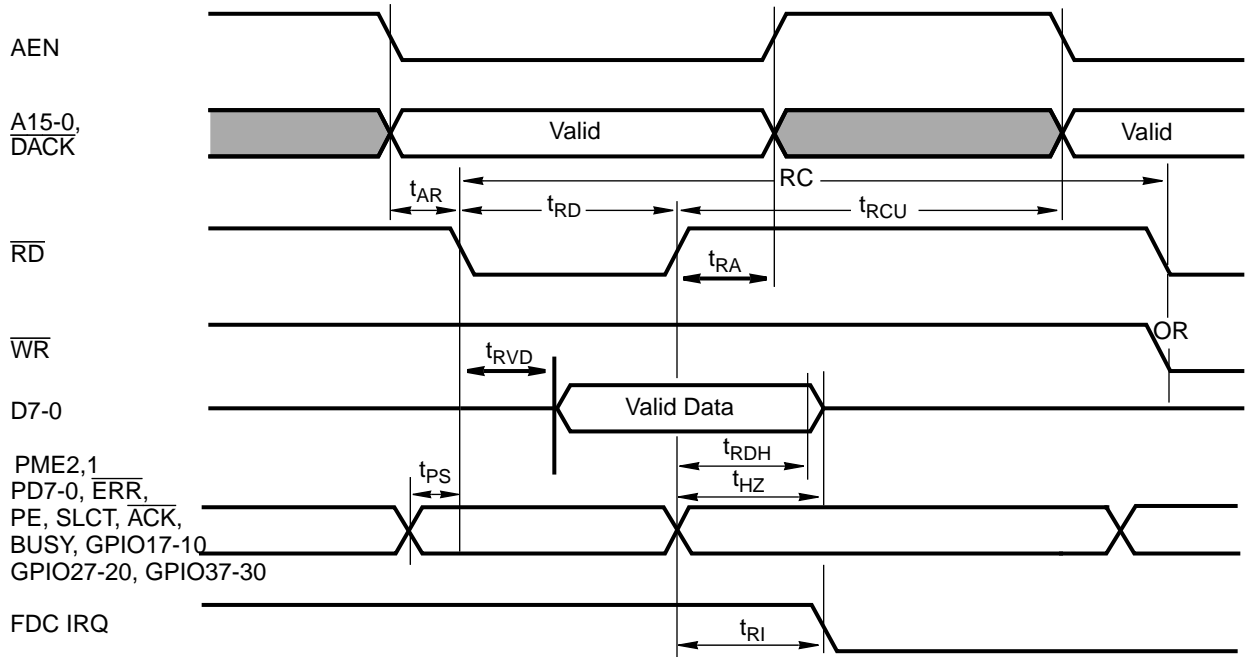 AEN
A15-0,
DACK
Valid
Valid
RC
tAR
tRD
tRCU
RD
tRA
WR
OR
tRVD
D7-0
Valid Data
tRDH
PME2,1
tPS
tHZ
PD7-0, ERR,
PE, SLCT, ACK,
BUSY, GPIO17-10
GPIO27-20, GPIO37-30
FDC IRQ
tRI